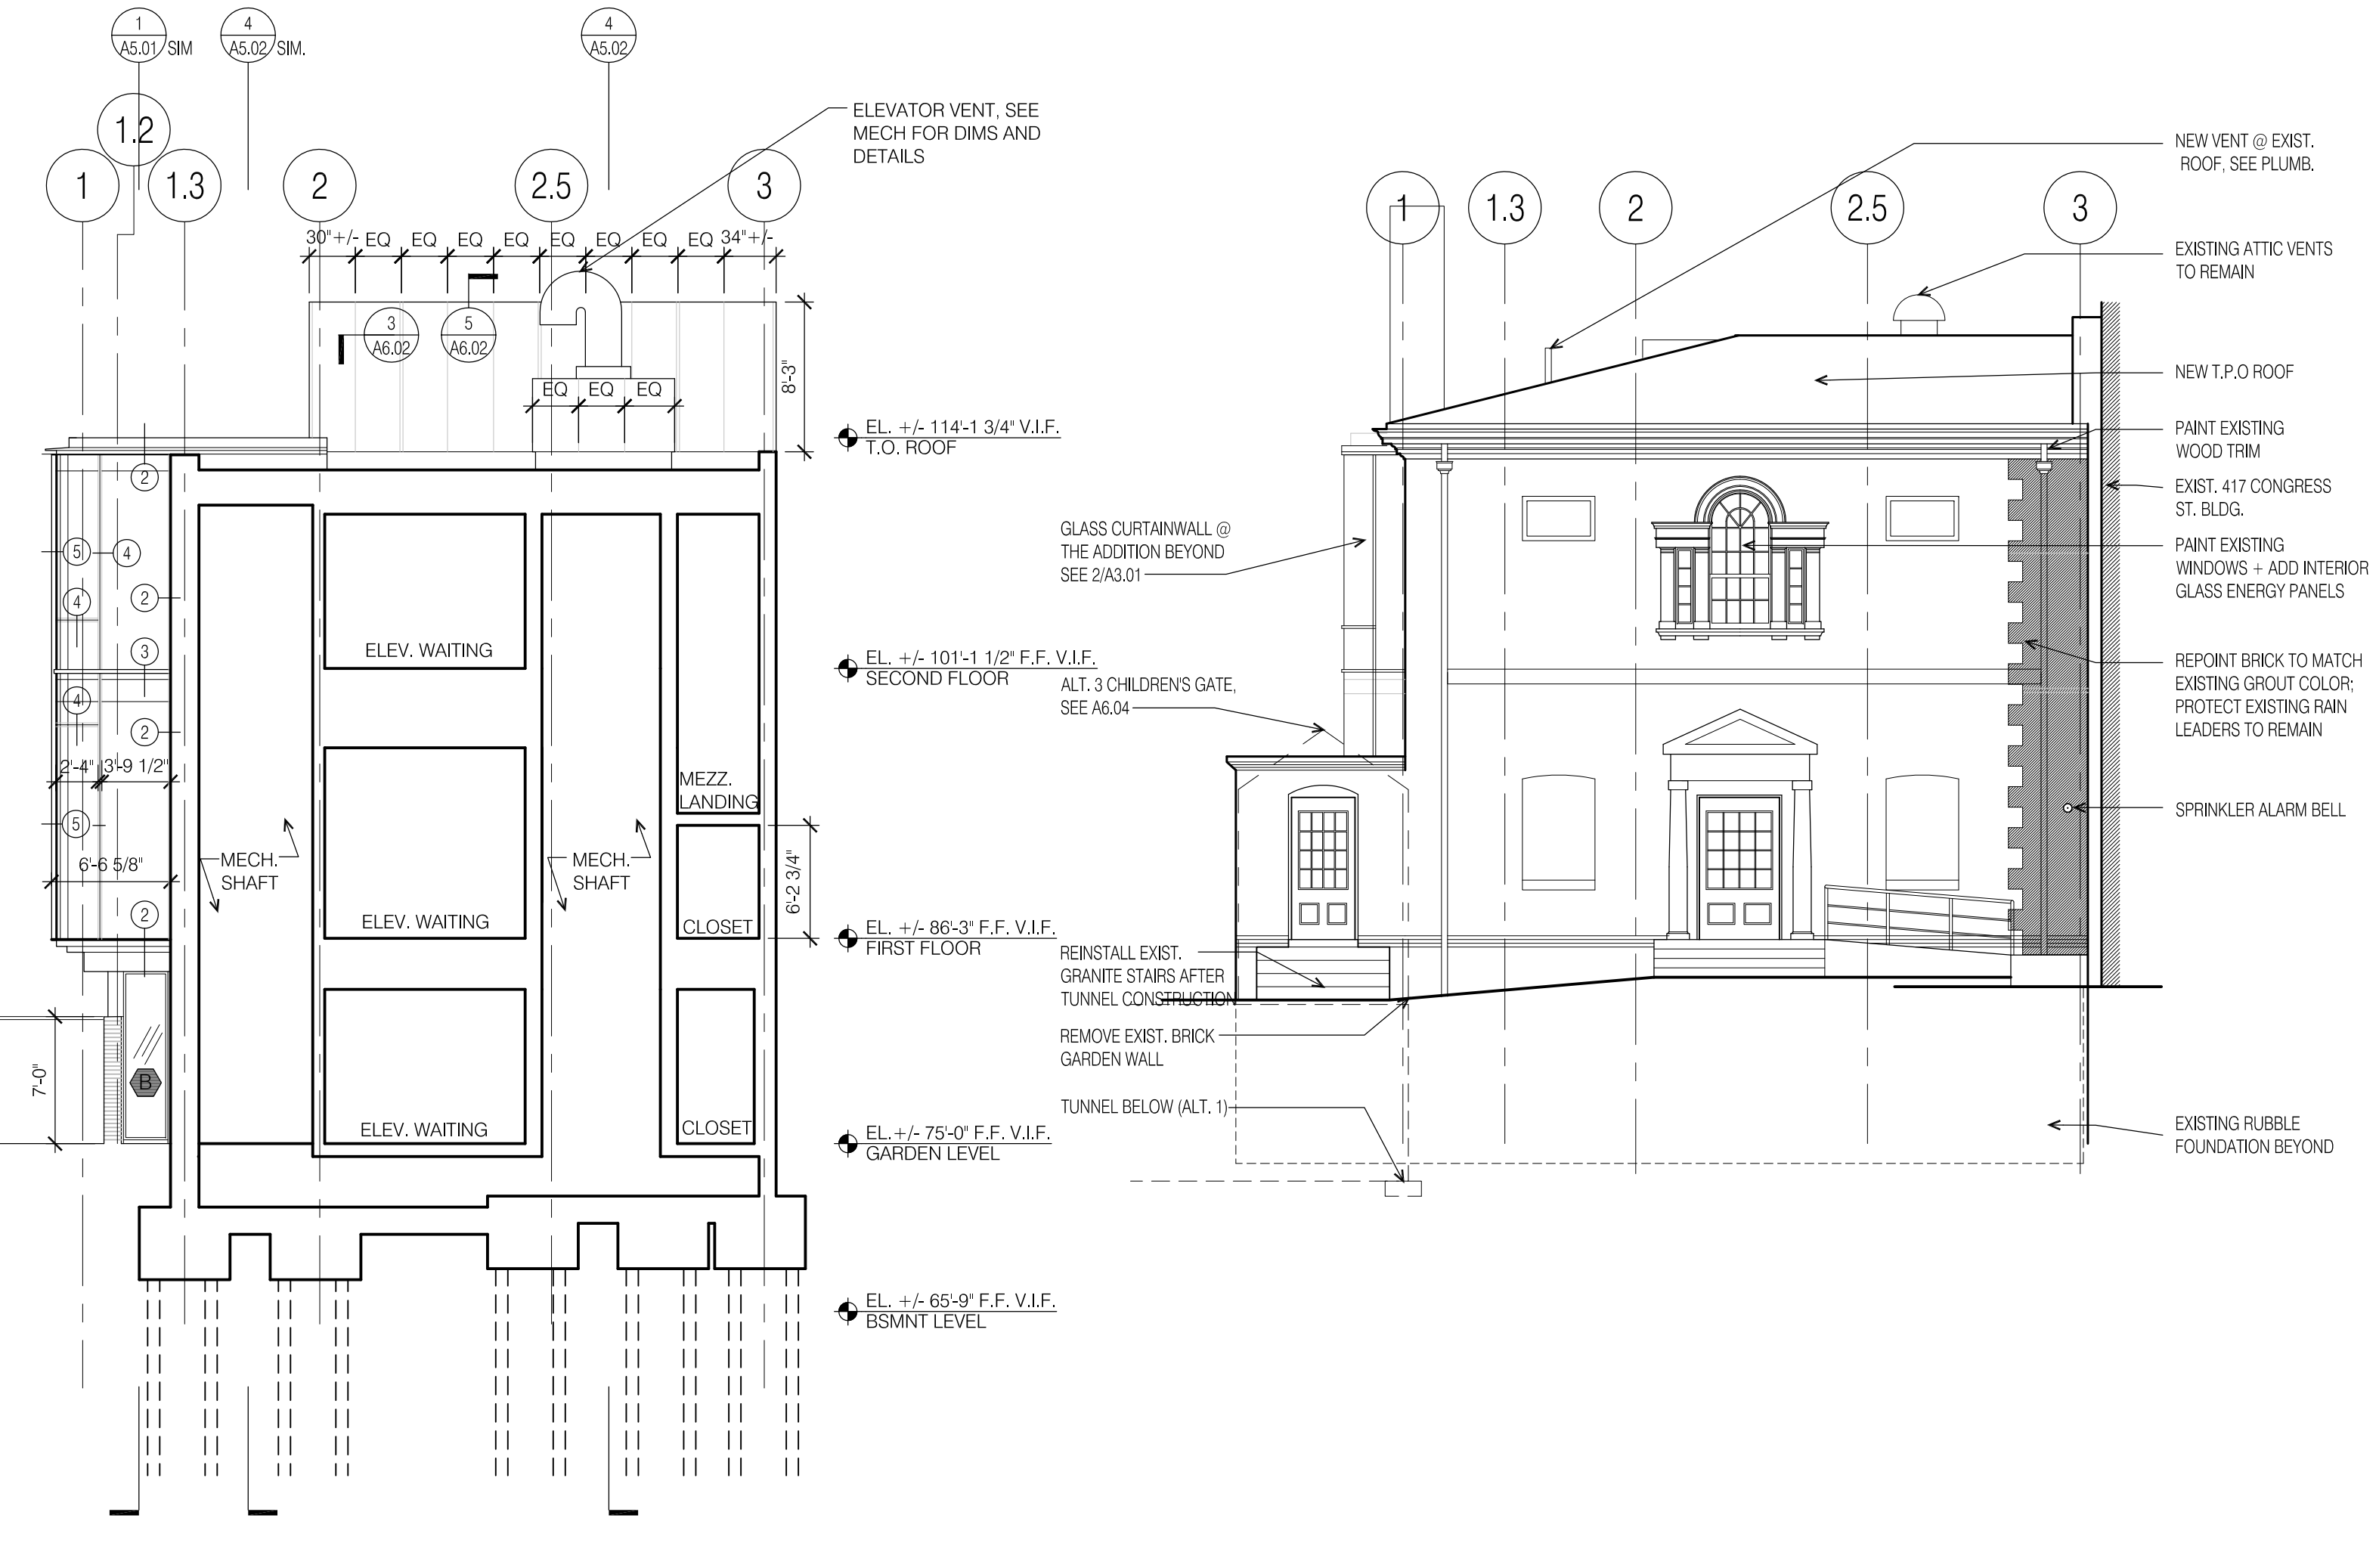 1
A5.01 SIM
4
A5.02 SIM.
4
A5.02
1.2
1
1.3
2
2.5
3
ELEVATOR VENT, SEE
MECH FOR DIMS AND
DETAILS
30"+/- EQ EQ EQ EQ EQ EQ EQ EQ 34"+/-
3
A6.02
5
A6.02
EQ EQ EQ
8'-3"
EL. +/- 114'-1 3/4" V.I.F.
T.O. ROOF
2
5
4
4
2
3
4
2
ELEV. WAITING
EL. +/- 101'-1 1/2" F.F. V.I.F.
SECOND FLOOR
2'-4" 3'-9 1/2"
MEZZ.
LANDING
5
6'-6 5/8"
MECH.
SHAFT
MECH.
SHAFT
6'-2 3/4"
2
ELEV. WAITING
CLOSET
EL. +/- 86'-3" F.F. V.I.F.
FIRST FLOOR
7'-0"
B
ELEV. WAITING
CLOSET
EL.+/- 75'-0" F.F. V.I.F.
GARDEN LEVEL
EL. +/- 65'-9" F.F. V.I.F.
BSMNT LEVEL
1
1.3
2
2.5
3
GLASS CURTAINWALL @
THE ADDITION BEYOND
SEE 2/A3.01
ALT. 3 CHILDREN'S GATE,
SEE A6.04
REINSTALL EXIST.
GRANITE STAIRS AFTER
TUNNEL CONSTRUCTION
REMOVE EXIST. BRICK
GARDEN WALL
TUNNEL BELOW (ALT. 1)
NEW VENT @ EXIST.
ROOF, SEE PLUMB.
EXISTING ATTIC VENTS
TO REMAIN
NEW T.P.O ROOF
PAINT EXISTING
WOOD TRIM
EXIST. 417 CONGRESS
ST. BLDG.
PAINT EXISTING
WINDOWS + ADD INTERIOR
GLASS ENERGY PANELS
REPOINT BRICK TO MATCH
EXISTING GROUT COLOR;
PROTECT EXISTING RAIN
LEADERS TO REMAIN
SPRINKLER ALARM BELL
EXISTING RUBBLE
FOUNDATION BEYOND